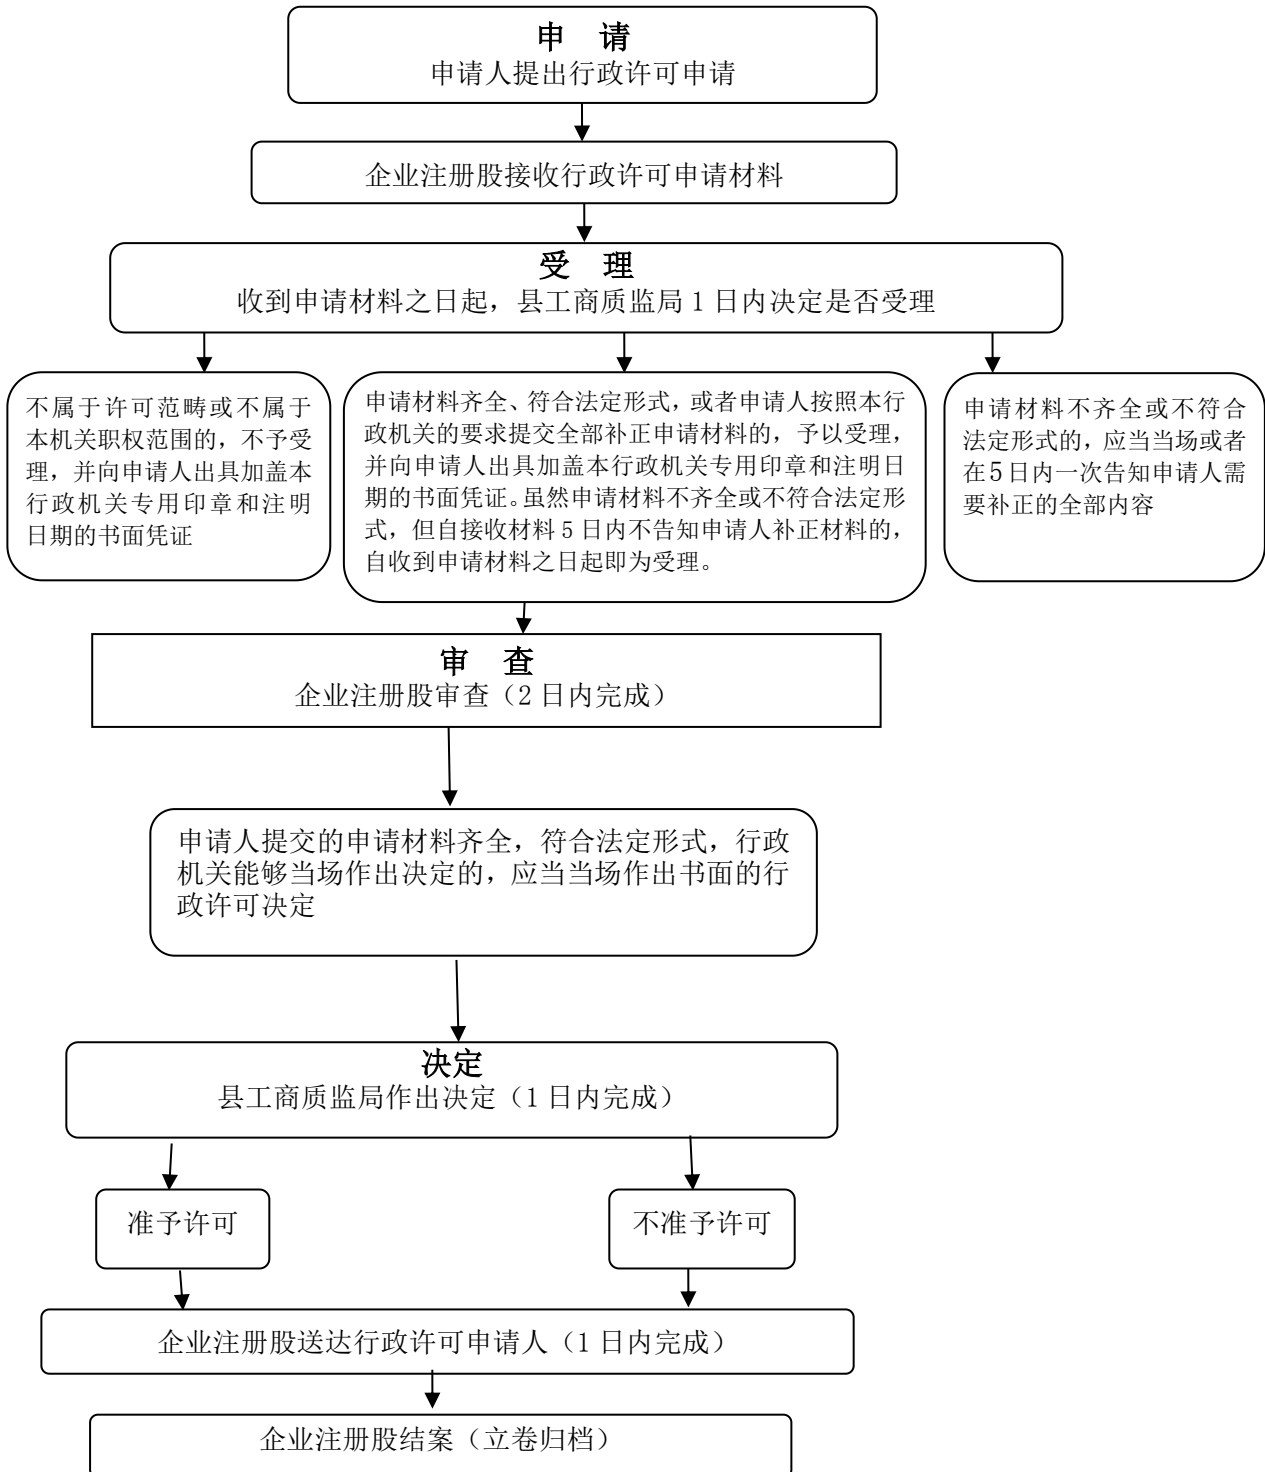 申 请
申请人提出行政许可申请
企业注册股接收行政许可申请材料
受 理
收到申请材料之日起，县工商质监局 1 日内决定是否受理
不属于许可范畴或不属于
本机关职权范围的，不予受
理，并向申请人出具加盖本
行政机关专用印章和注明
日期的书面凭证
申请材料齐全、符合法定形式，或者申请人按照本行
政机关的要求提交全部补正申请材料的，予以受理，
并向申请人出具加盖本行政机关专用印章和注明日
期的书面凭证。虽然申请材料不齐全或不符合法定形
式，但自接收材料 5 日内不告知申请人补正材料的，
自收到申请材料之日起即为受理。
申请材料不齐全或不符合
法定形式的，应当当场或者
在5日内一次告知申请人需
要补正的全部内容
审 查
企业注册股审查（2 日内完成）
申请人提交的申请材料齐全，符合法定形式，行政
机关能够当场作出决定的，应当当场作出书面的行
政许可决定
决定
县工商质监局作出决定（1 日内完成）
准予许可
不准予许可
企业注册股送达行政许可申请人（1 日内完成）
企业注册股结案（立卷归档）